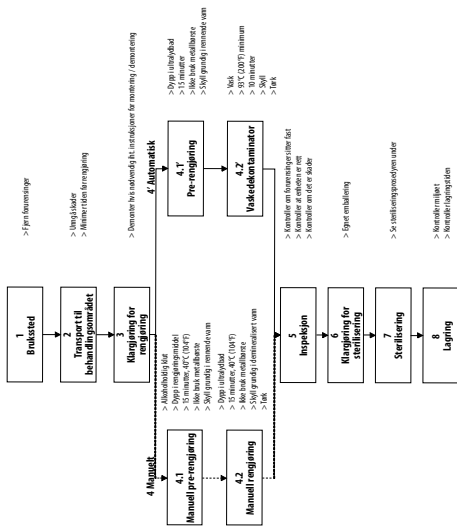 1
Brukssted
> Fjern forurensninger
2
Transport til
behandlingsområdet
> Unngå skader
> Minimer tiden før rengjøring
3
Klargjøring for
rengjøring
> Demonter hvis nødvendig iht. instruksjoner for montering / demontering
4 Manuelt
4.1
Manuell pre-rengjøring
> Alkoholholdig klut
> Dypp i rengjøringsmiddel
> 15 minutter, 40°C (104°F)
> Ikke bruk metallbørste
> Skyll grundig i rennende vann
4.2
Manuell rengjøring
> Dypp i ultralydbad
> 15 minutter, 40°C (104°F)
> Ikke bruk metallbørste
> Skyll grundig i demineralisert vann
> Tørk
4' Automatisk
4.1'
Pre-rengjøring
> Dypp i ultralydbad
> 15 minutter
> Ikke bruk metallbørste
> Skyll grundig i rennende vann
4.2'
Vaskedekontaminator
> Vask
> 93°C (200°F) minimum
> 10 minutter
> Skyll
> Tørk
5
Inspeksjon
> Kontroller om forurensninger sitter fast
> Kontroller at enheten er rett
> Kontroller om det er skader
6
Klargjøring for
sterilisering
> Egnet emballering
7
Sterilisering
> Se steriliseringsprosedyren under
8
Lagring
> Kontroller miljøet
> Kontroller lagringstiden